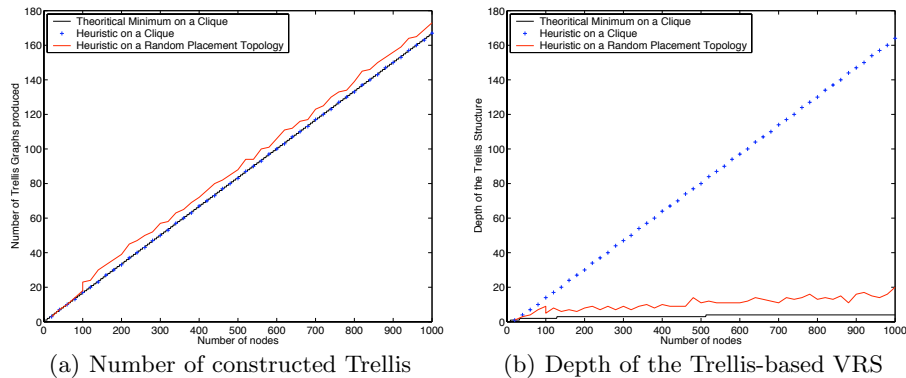 180
160
140
120
100
80
60
40
20
0
Number of Trellis Graphs produced
Theoritical Minimum on a Clique
Heuristic on a Clique
Heuristic on a Random Placement Topology
0 100 200 300 400 500 600 700 800 900 1000
Number of nodes
(a) Number of constructed Trellis
180
160
140
120
100
80
60
40
20
0
Depth of the Trellis Structure
Theoritical Minimum on a Clique
Heuristic on a Clique
Heuristic on a Random Placement Topology
0 100 200 300 400 500 600 700 800 900 1000
Number of nodes
(b) Depth of the Trellis-based VRS